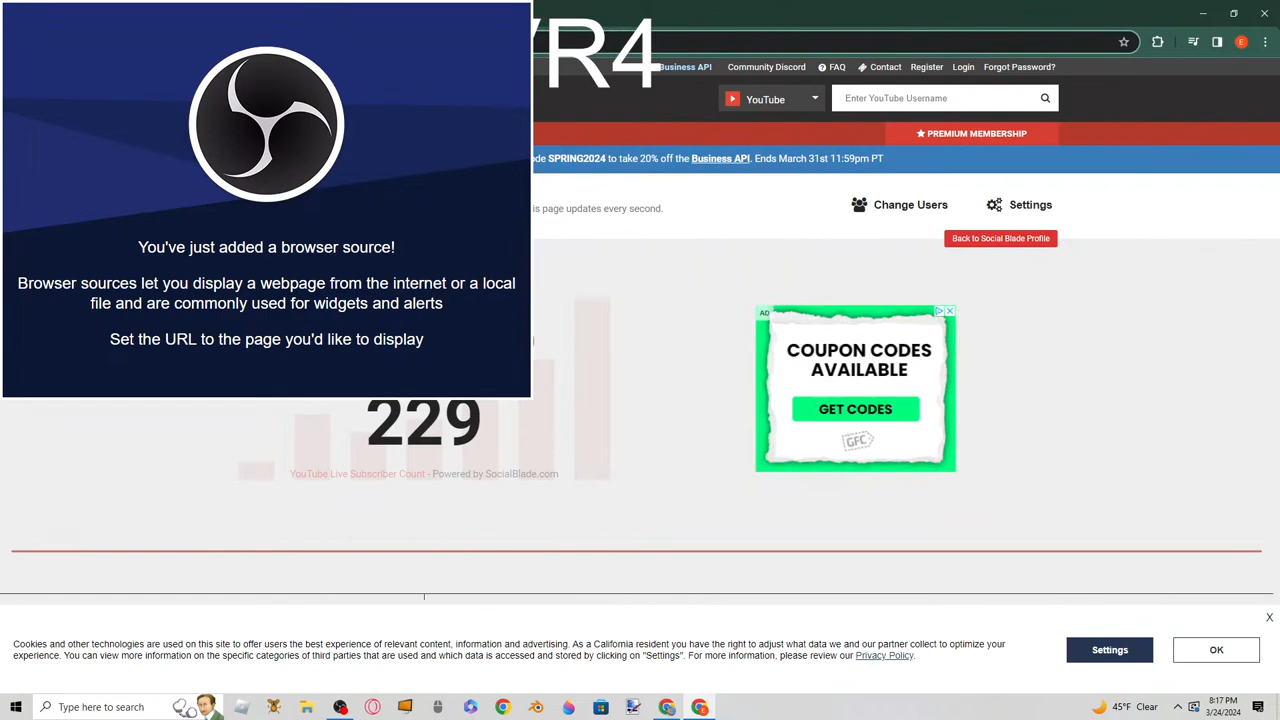 R4
Business API Community Discord FAQ Contact Register Login Forgot Password?
YouTube
Enter YouTube Username
PREMIUM MEMBERSHIP
SPRING2024 to take 20% off the Business API. Ends March 31st 11:59pm PT
is page updates every second.
Change Users
Settings
Back to Social Blade Profile
You've just added a browser source!
Browser sources let you display a webpage from the internet or a local
file and are commonly used for widgets and alerts
Set the URL to the page you'd like to display
AD
COUPON CODES
AVAILABLE
GET CODES
GFC
229
YouTube Live Subscriber Count - Powered by SocialBlade.com
X
Cookies and other technologies are used on this site to offer users the best experience of relevant content, information and advertising. As a California resident you have the right to adjust what data we and our partner collect to optimize your
experience. You can view more information on the specific categories of third parties that are used and which data is accessed and stored by clicking on "Settings". For more information, please review our Privacy Policy.
Settings
OK
Type here to search
45°F Clear
8:17 PM
3/24/2024